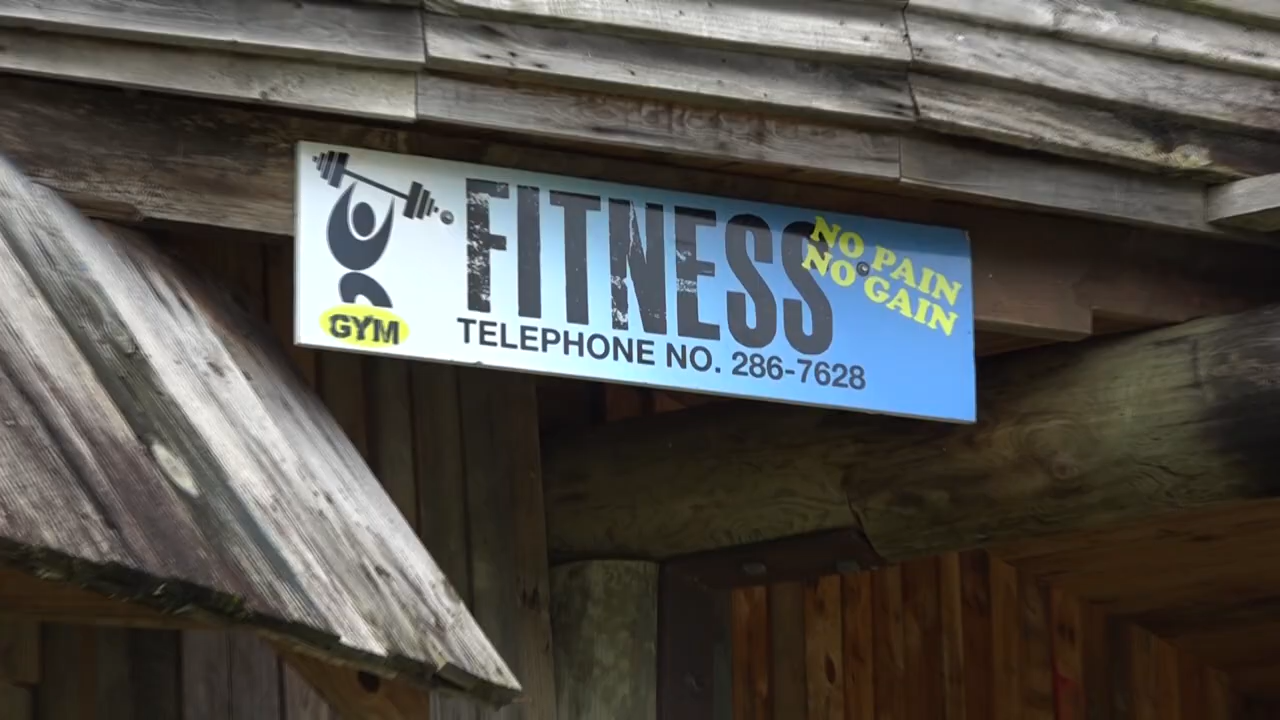 FITNESS
NO PAIN
NO GAIN
GYM
TELEPHONE NO. 286-7628